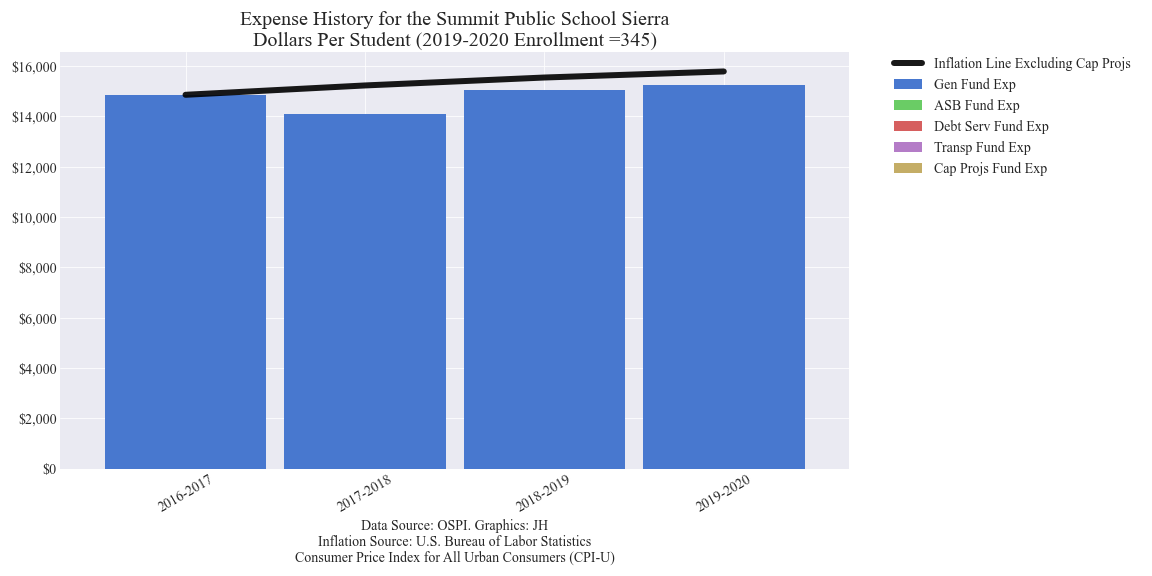 Expense History for the Summit Public School Sierra
Dollars Per Student (2019-2020 Enrollment =345)
$16,000
$14,000
$12,000
$10,000
$8,000
$6,000
$4,000
$2,000
$0
2016-2017
2017-2018
2018-2019
2019-2020
Inflation Line Excluding Cap Projs
Gen Fund Exp
ASB Fund Exp
Debt Serv Fund Exp
Transp Fund Exp
Cap Projs Fund Exp
Data Source: OSPI. Graphics: JH
Inflation Source: U.S. Bureau of Labor Statistics
Consumer Price Index for All Urban Consumers (CPI-U)